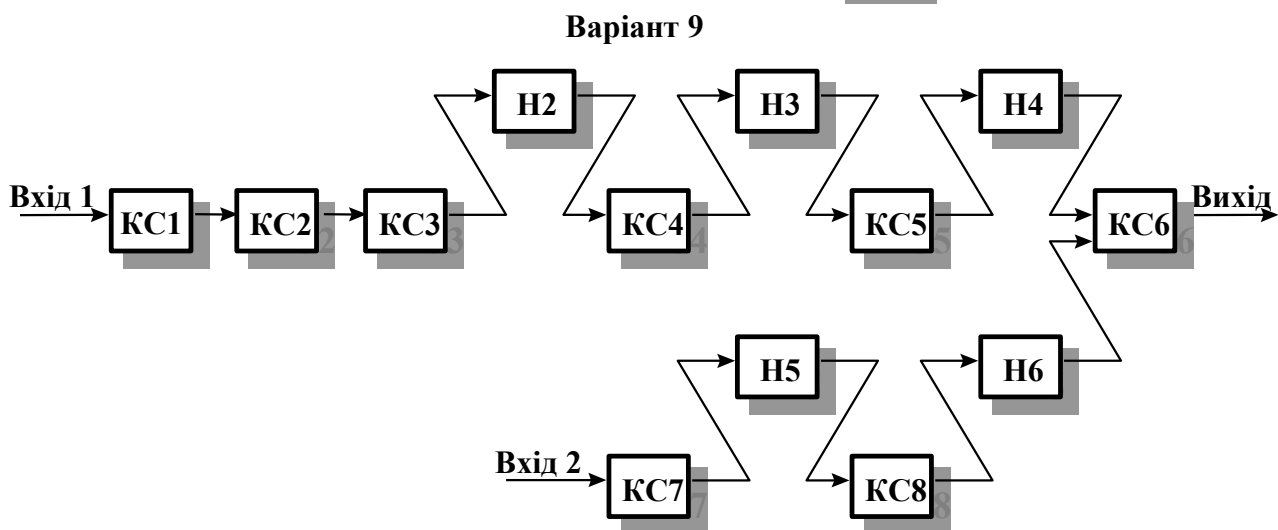 Варіант 9
Н2 Н3 Н4
Вхід 1 КС1 КС2 КС3 КС4 КС5 КС6 Вихід
Н5 Н6
Вхід 2 КС7 КС8